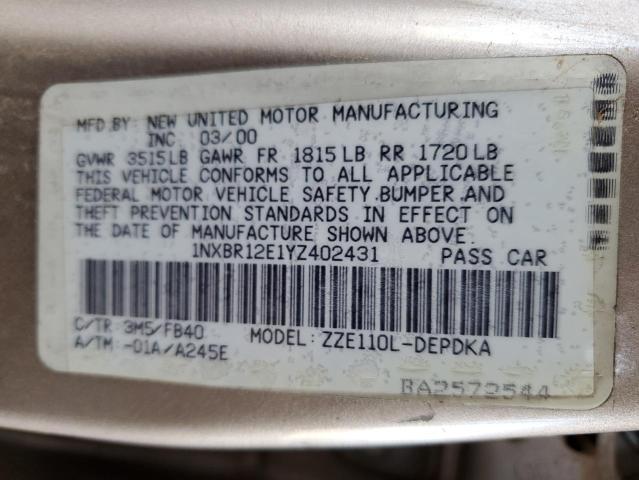 MFD.BY: NEW UNITED MOTOR MANUFACTURING
INC 03/00
GVWR 3515LB GAWR FR 1815LB RR 1720LB
THIS VEHICLE CONFORMS TO ALL APPLICABLE
FEDERAL MOTOR VEHICLE SAFETY,BUMPER AND
THEFT PREVENTION STANDARDS IN EFFECT ON
THE DATE OF MANUFACTURE SHOWN ABOVE.
1NXBR12E1YZ402431 PASS CAR
C/TR: 3M5/FB40 MODEL: ZZE110L-DEPDKA
A/TM: -01A/A245E
BA2572544